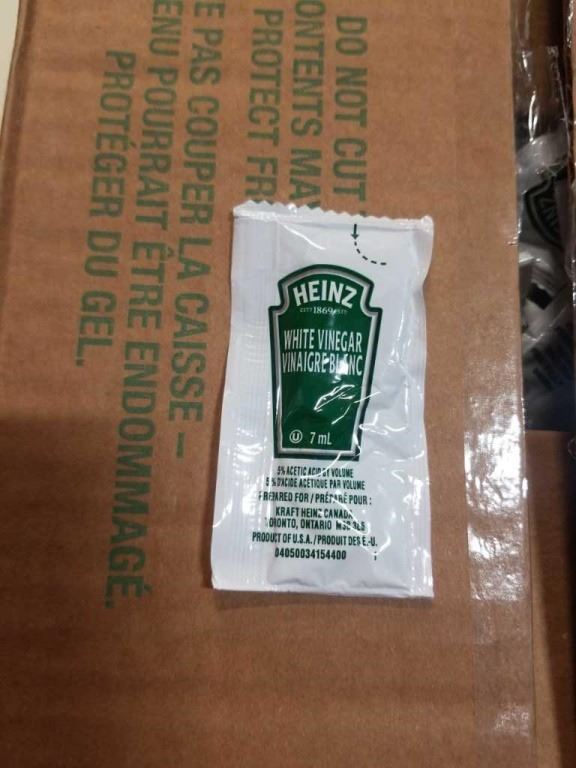 DO NOT CUT
ONTENTS MA
PROTECT FR
E PAS COUPER LA CAISSE –
ENU POURRAIT ÊTRE ENDOMMAGÉ.
PROTÉGER DU GEL.
HEINZ
ESTD 1869
WHITE VINEGAR
VINAIGRE BLANC
U 7 mL
5% ACETIC ACID BY VOLUME
5% D'ACIDE ACÉTIQUE PAR VOLUME
PREPARED FOR / PRÉPARÉ POUR :
KRAFT HEINZ CANADA
TORONTO, ONTARIO
PRODUCT OF U.S.A. / PRODUIT DES É.-U.
04050034154400